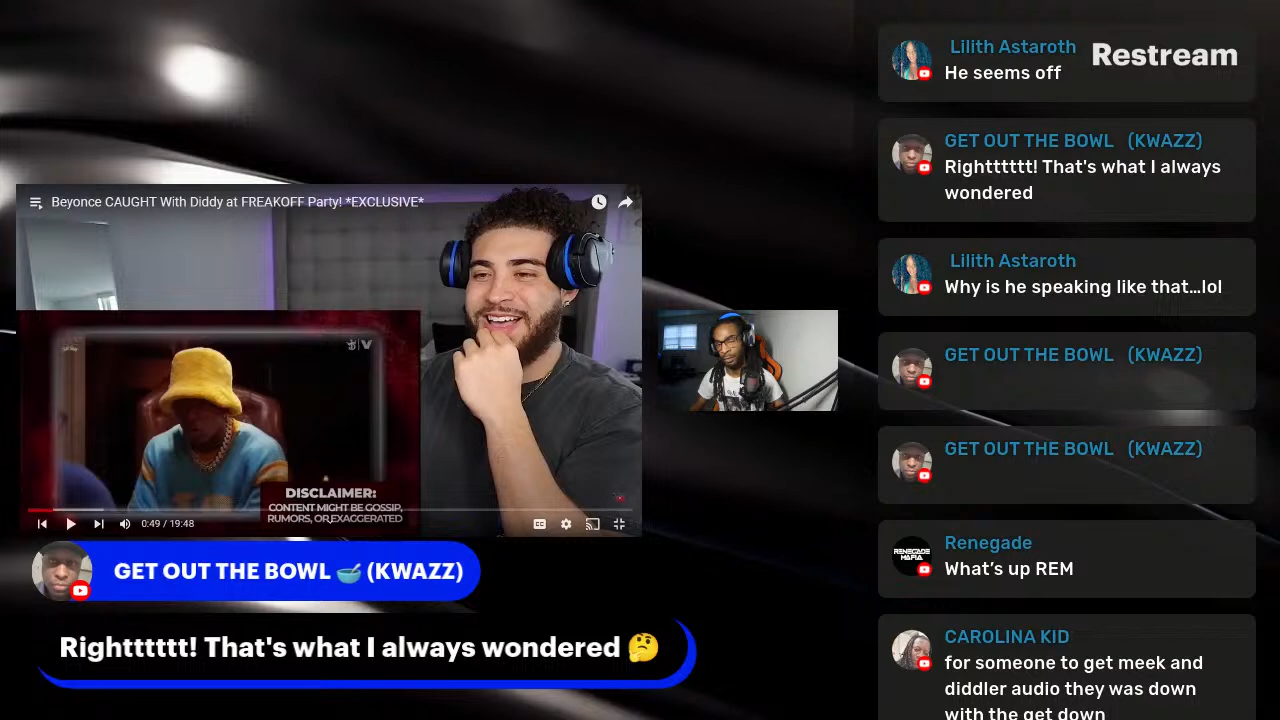 Restream
Lilith Astaroth
He seems off
GET OUT THE BOWL (KWAZZ)
Rightttttt! That's what I always
wondered
Lilith Astaroth
Why is he speaking like that...lol
GET OUT THE BOWL (KWAZZ)
GET OUT THE BOWL (KWAZZ)
Renegade
What's up REM
RENEGADE
MAFIA
CAROLINA KID
for someone to get meek and
diddler audio they was down
with the get down
Beyonce CAUGHT With Diddy at FREAKOFF Party! *EXCLUSIVE*
DISCLAIMER:
CONTENT MIGHT BE GOSSIP,
RUMORS, OR EXAGGERATED
0:49 / 19:48
GET OUT THE BOWL 🥣 (KWAZZ)
Rightttttt! That's what I always wondered 🤔